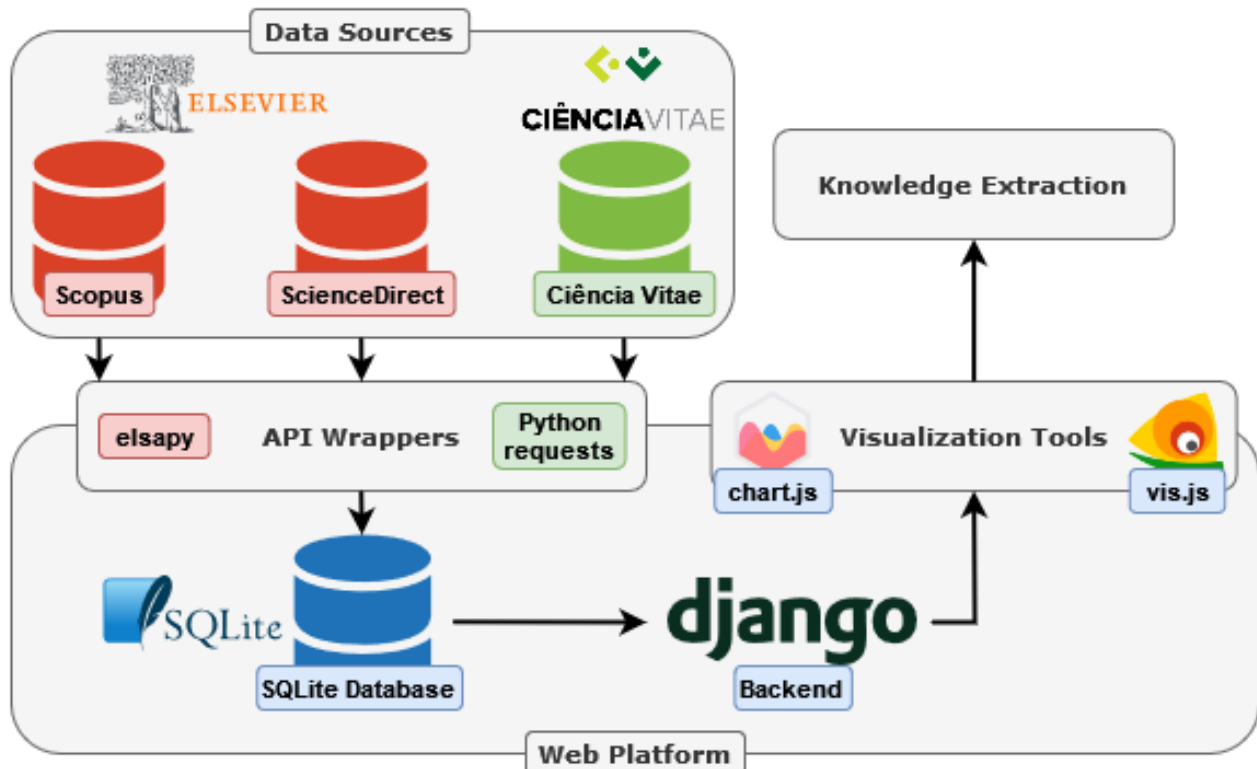 Data Sources
ELSEVIER
CIÊNCIAVITAE
Scopus
ScienceDirect
Ciência Vitae
Knowledge Extraction
elsapy
API Wrappers
Python
requests
Visualization Tools
chart.js
vis.js
SQLite
SQLite Database
django
Backend
Web Platform